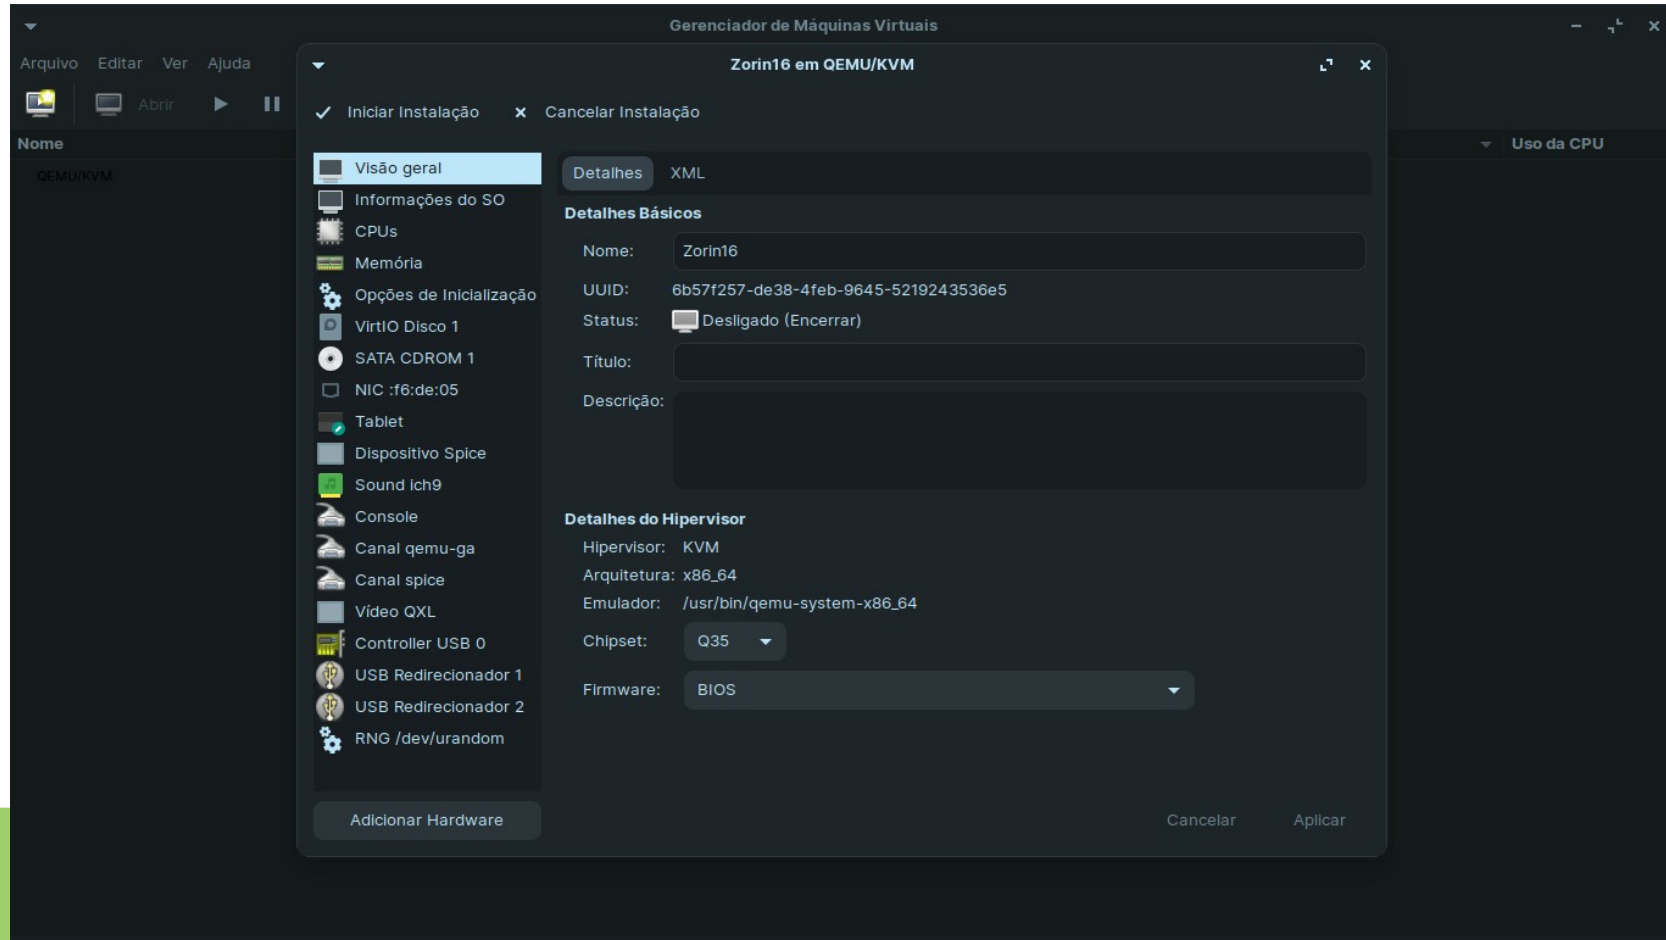 Gerenciador de Máquinas Virtuais
Arquivo Editar Ver Ajuda
Zorin16 em QEMU/KVM
Abrir
Iniciar Instalação Cancelar Instalação
Nome
Uso da CPU
QEMU/KVM
Visão geral
Informações do SO
CPUs
Memória
Opções de Inicialização
VirtIO Disco 1
SATA CDROM 1
NIC :f6:de:05
Tablet
Dispositivo Spice
Sound ich9
Console
Canal qemu-ga
Canal spice
Vídeo QXL
Controller USB 0
USB Redirecionador 1
USB Redirecionador 2
RNG /dev/urandom
Adicionar Hardware
Detalhes XML
Detalhes Básicos
Nome: Zorin16
UUID: 6b57f257-de38-4feb-9645-5219243536e5
Status: Desligado (Encerrar)
Título:
Descrição:
Detalhes do Hipervisor
Hipervisor: KVM
Arquitetura: x86_64
Emulador: /usr/bin/qemu-system-x86_64
Chipset: Q35
Firmware: BIOS
Cancelar Aplicar